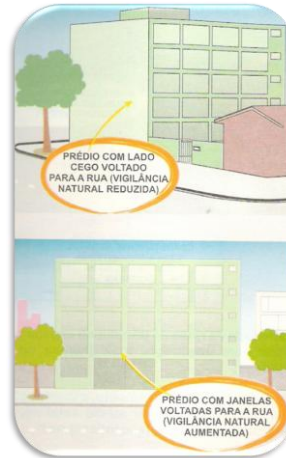 PRÉDIO COM LADO
CEGO VOLTADO
PARA A RUA (VIGILÂNCIA
NATURAL REDUZIDA)
PRÉDIO COM JANELAS
VOLTADAS PARA A RUA
(VIGILÂNCIA NATURAL
AUMENTADA)